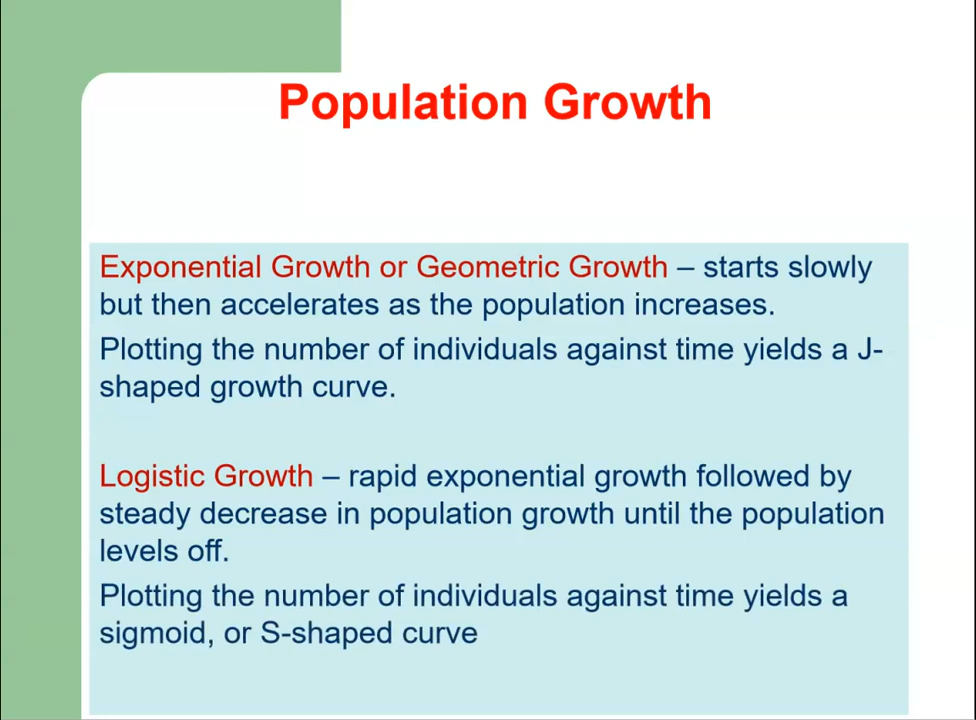 Population Growth
Exponential Growth or Geometric Growth – starts slowly
but then accelerates as the population increases.
Plotting the number of individuals against time yields a J-
shaped growth curve.
Logistic Growth – rapid exponential growth followed by
steady decrease in population growth until the population
levels off.
Plotting the number of individuals against time yields a
sigmoid, or S-shaped curve